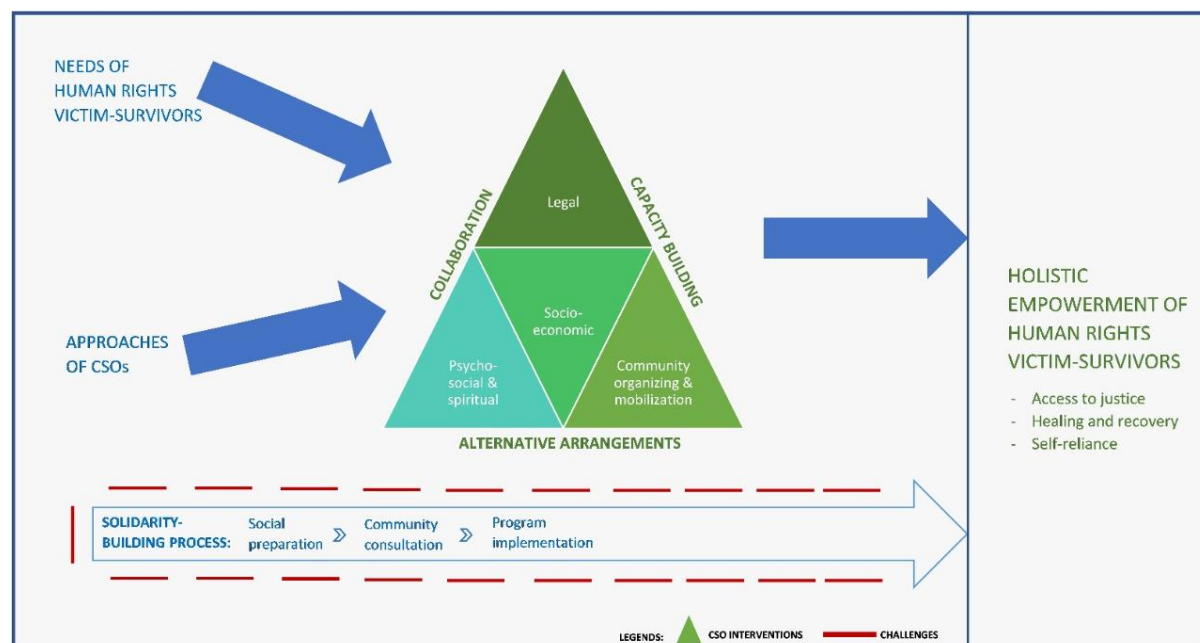 NEEDS OF
HUMAN RIGHTS
VICTIM-SURVIVORS
APPROACHES
OF CSOs
COLLABORATION
CAPACITY BUILDING
Legal
Socio-
economic
Psycho-
social &
spiritual
Community
organizing &
mobilization
ALTERNATIVE ARRANGEMENTS
HOLISTIC
EMPOWERMENT OF
HUMAN RIGHTS
VICTIM-SURVIVORS
- Access to justice
- Healing and recovery
- Self-reliance
SOLIDARITY-
BUILDING PROCESS:
Social
preparation
»
Community
consultation
»
Program
implementation
LEGENDS:
CSO INTERVENTIONS
CHALLENGES